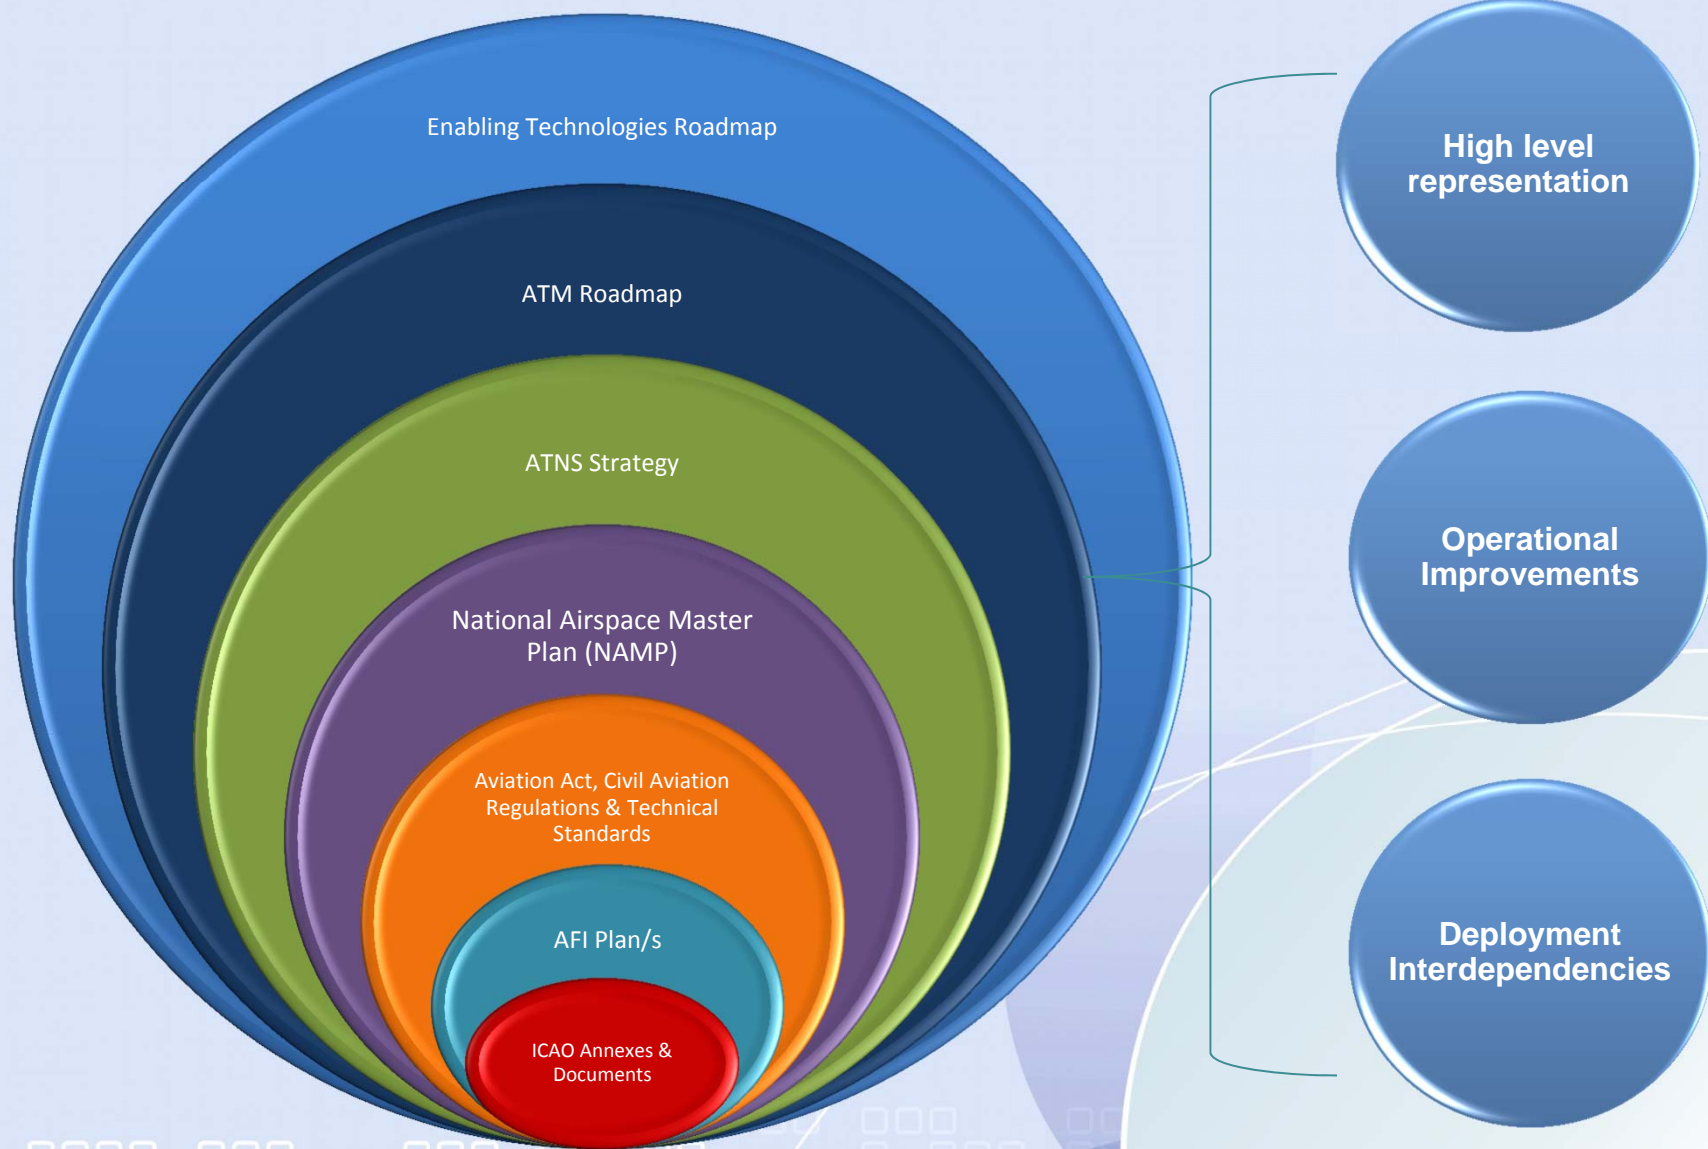 Enabling Technologies Roadmap
ATM Roadmap
ATNS Strategy
National Airspace Master
Plan (NAMP)
Aviation Act, Civil Aviation
Regulations & Technical
Standards
AFI Plan/s
ICAO Annexes &
Documents
High level
representation
Operational
Improvements
Deployment
Interdependencies